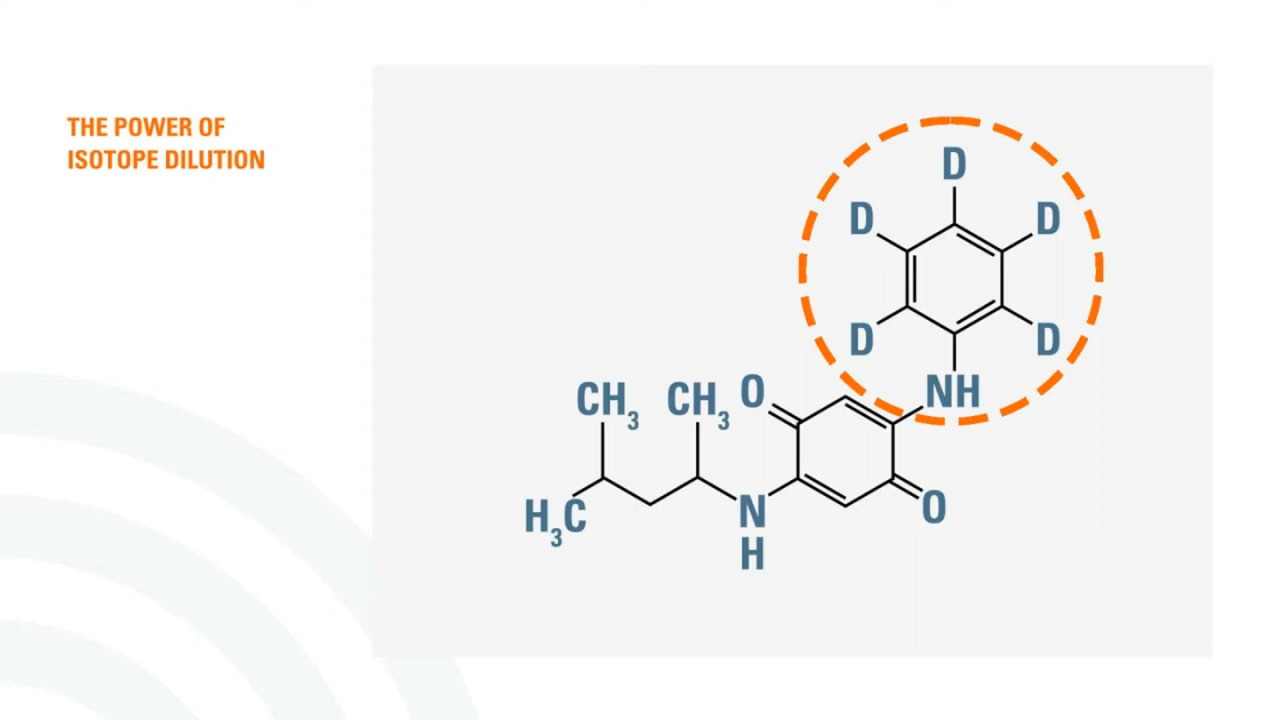 THE POWER OF
ISOTOPE DILUTION
D
D D
D D
NH
CH3 CH3 O
H3C N O
H